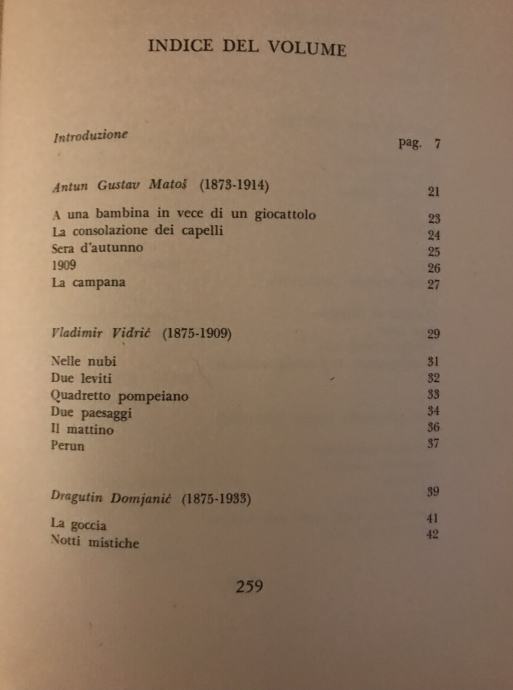 INDICE DEL VOLUME
Introduzione pag. 7
Antun Gustav Matoš (1873-1914) 21
A una bambina in vece di un giocattolo 23
La consolazione dei capelli 24
Sera d'autunno 25
1909 26
La campana 27
Vladimir Vidrić (1875-1909) 29
Nelle nubi 31
Due leviti 32
Quadretto pompeiano 33
Due paesaggi 34
Il mattino 36
Perun 37
Dragutin Domjanić (1875-1933) 39
La goccia 41
Notti mistiche 42
259